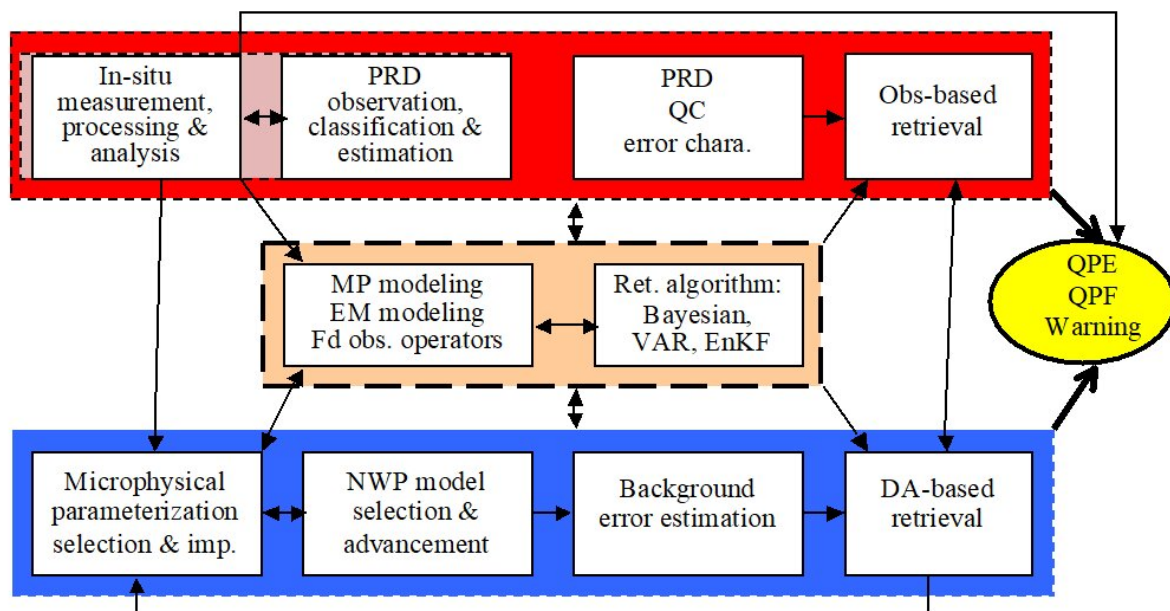 In-situ
measurement,
processing &
analysis
PRD
observation,
classification &
estimation
PRD
QC
error chara.
Obs-based
retrieval
MP modeling
EM modeling
Fd obs. operators
Ret. algorithm:
Bayesian,
VAR, EnKF
QPE
QPF
Warning
Microphysical
parameterization
selection & imp.
NWP model
selection &
advancement
Background
error estimation
DA-based
retrieval